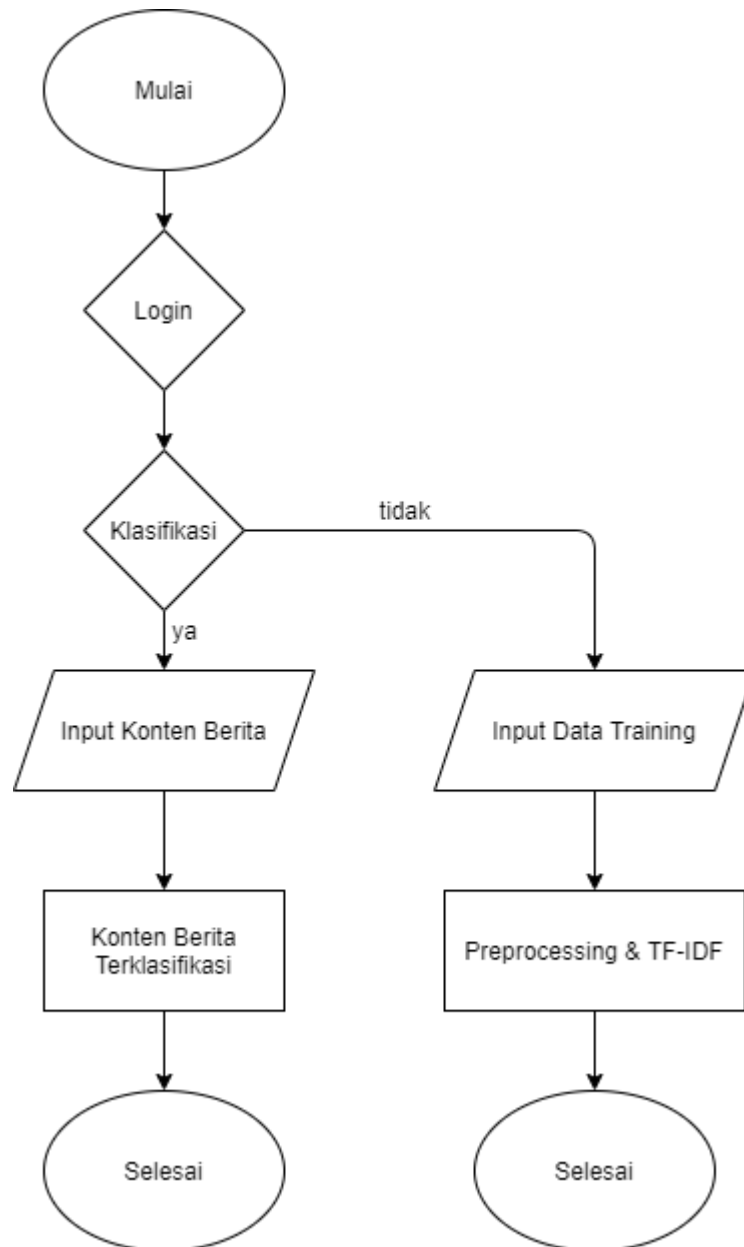 Mulai
Login
Klasifikasi
tidak
ya
Input Konten Berita
Input Data Training
Konten Berita
Terklasifikasi
Preprocessing & TF-IDF
Selesai
Selesai